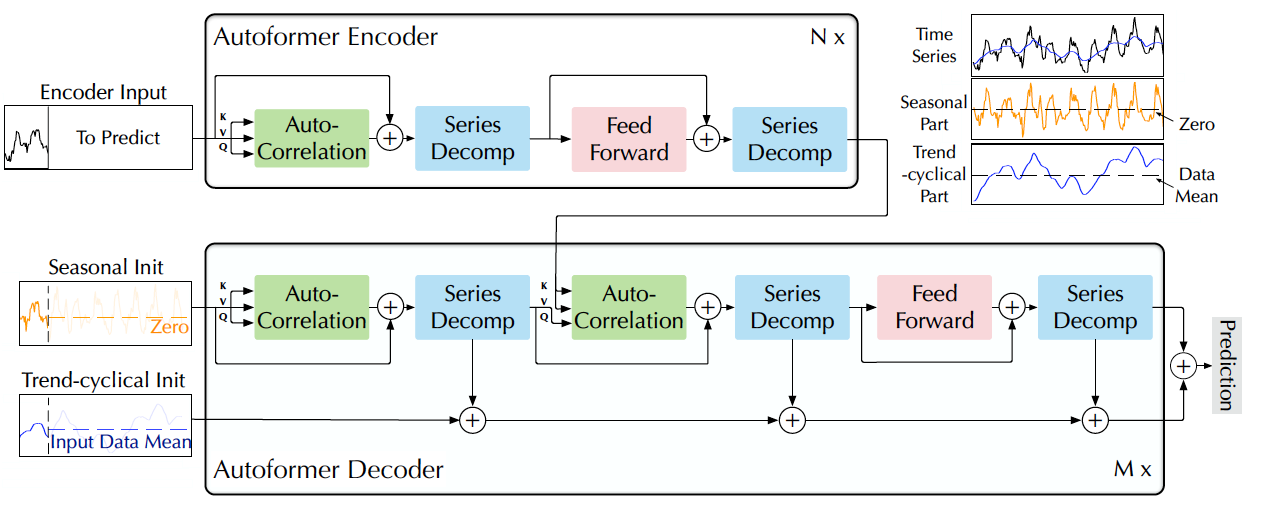 Autoformer Encoder
N x
Time
Series
Encoder Input
To Predict
K
V
Q
Auto-
Correlation
+
Series
Decomp
Feed
Forward
+
Series
Decomp
Seasonal
Part
Zero
Trend
-cyclical
Part
Data
Mean
Seasonal Init
Zero
K
V
Q
Auto-
Correlation
+
Series
Decomp
K
V
Q
Auto-
Correlation
+
Series
Decomp
Feed
Forward
+
Series
Decomp
+
Prediction
Trend-cyclical Init
Input Data Mean
+
+
+
Autoformer Decoder
M x